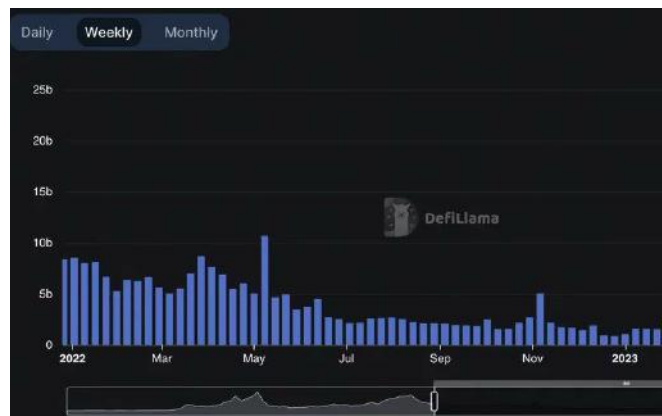 Daily Weekly Monthly
25b
20b
15b
DefiLlama
10b
5b
0
2022 Mar May Jul Sep Nov 2023